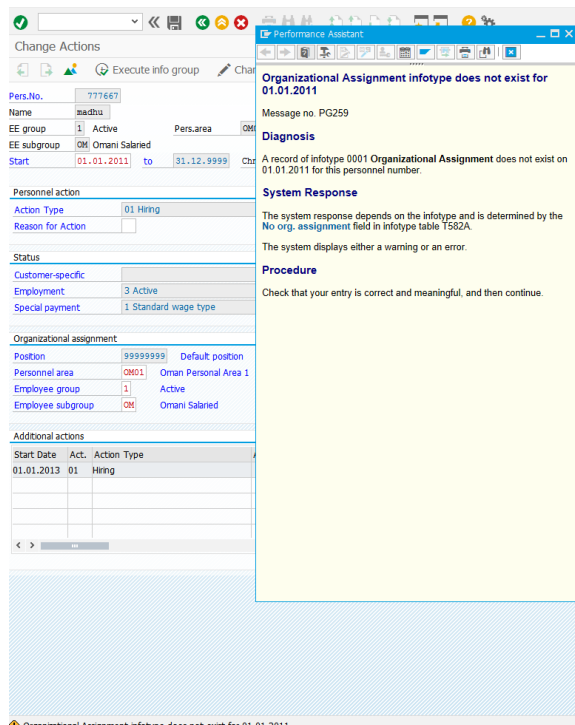 Change Actions
Execute info group Chan
Pers.No. 777667
Name madhu
EE group 1 Active Pers.area OM0
EE subgroup OM Omani Salaried
Start 01.01.2011 to 31.12.9999 Chn
Personnel action
Action Type 01 Hiring
Reason for Action
Status
Customer-specific
Employment 3 Active
Special payment 1 Standard wage type
Organizational assignment
Position 99999999 Default position
Personnel area OM01 Oman Personal Area 1
Employee group 1 Active
Employee subgroup OM Omani Salaried
Additional actions
Start Date Act. Action Type
01.01.2013 01 Hiring
Performance Assistant
Organizational Assignment infotype does not exist for
01.01.2011
Message no. PG259
Diagnosis
A record of infotype 0001 Organizational Assignment does not exist on
01.01.2011 for this personnel number.
System Response
The system response depends on the infotype and is determined by the
No org. assignment field in infotype table T582A.
The system displays either a warning or an error.
Procedure
Check that your entry is correct and meaningful, and then continue.
Organizational Assignment infotype does not exist for 01.01.2011